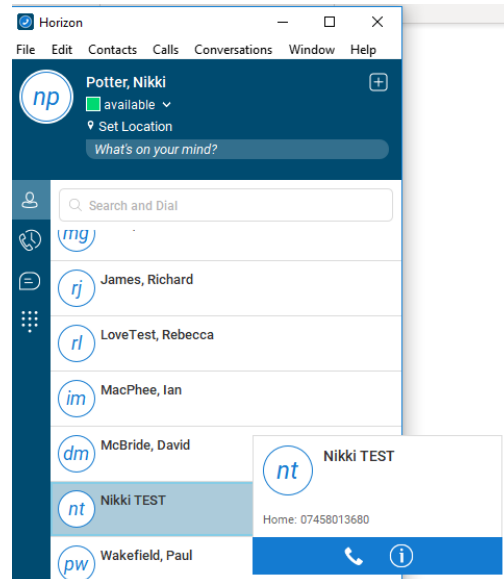 Horizon
File Edit Contacts Calls Conversations Window Help
np
Potter, Nikki
available
Set Location
What's on your mind?
Search and Dial
mg
rj
James, Richard
rl
LoveTest, Rebecca
im
MacPhee, Ian
dm
McBride, David
nt
Nikki TEST
pw
Wakefield, Paul
nt
Nikki TEST
Home: 07458013680